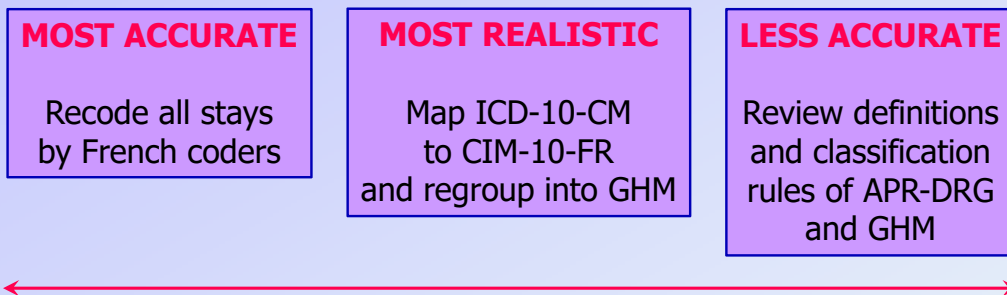 MOST ACCURATE
Recode all stays
by French coders
MOST REALISTIC
Map ICD-10-CM
to CIM-10-FR
and regroup into GHM
LESS ACCURATE
Review definitions
and classification
rules of APR-DRG
and GHM